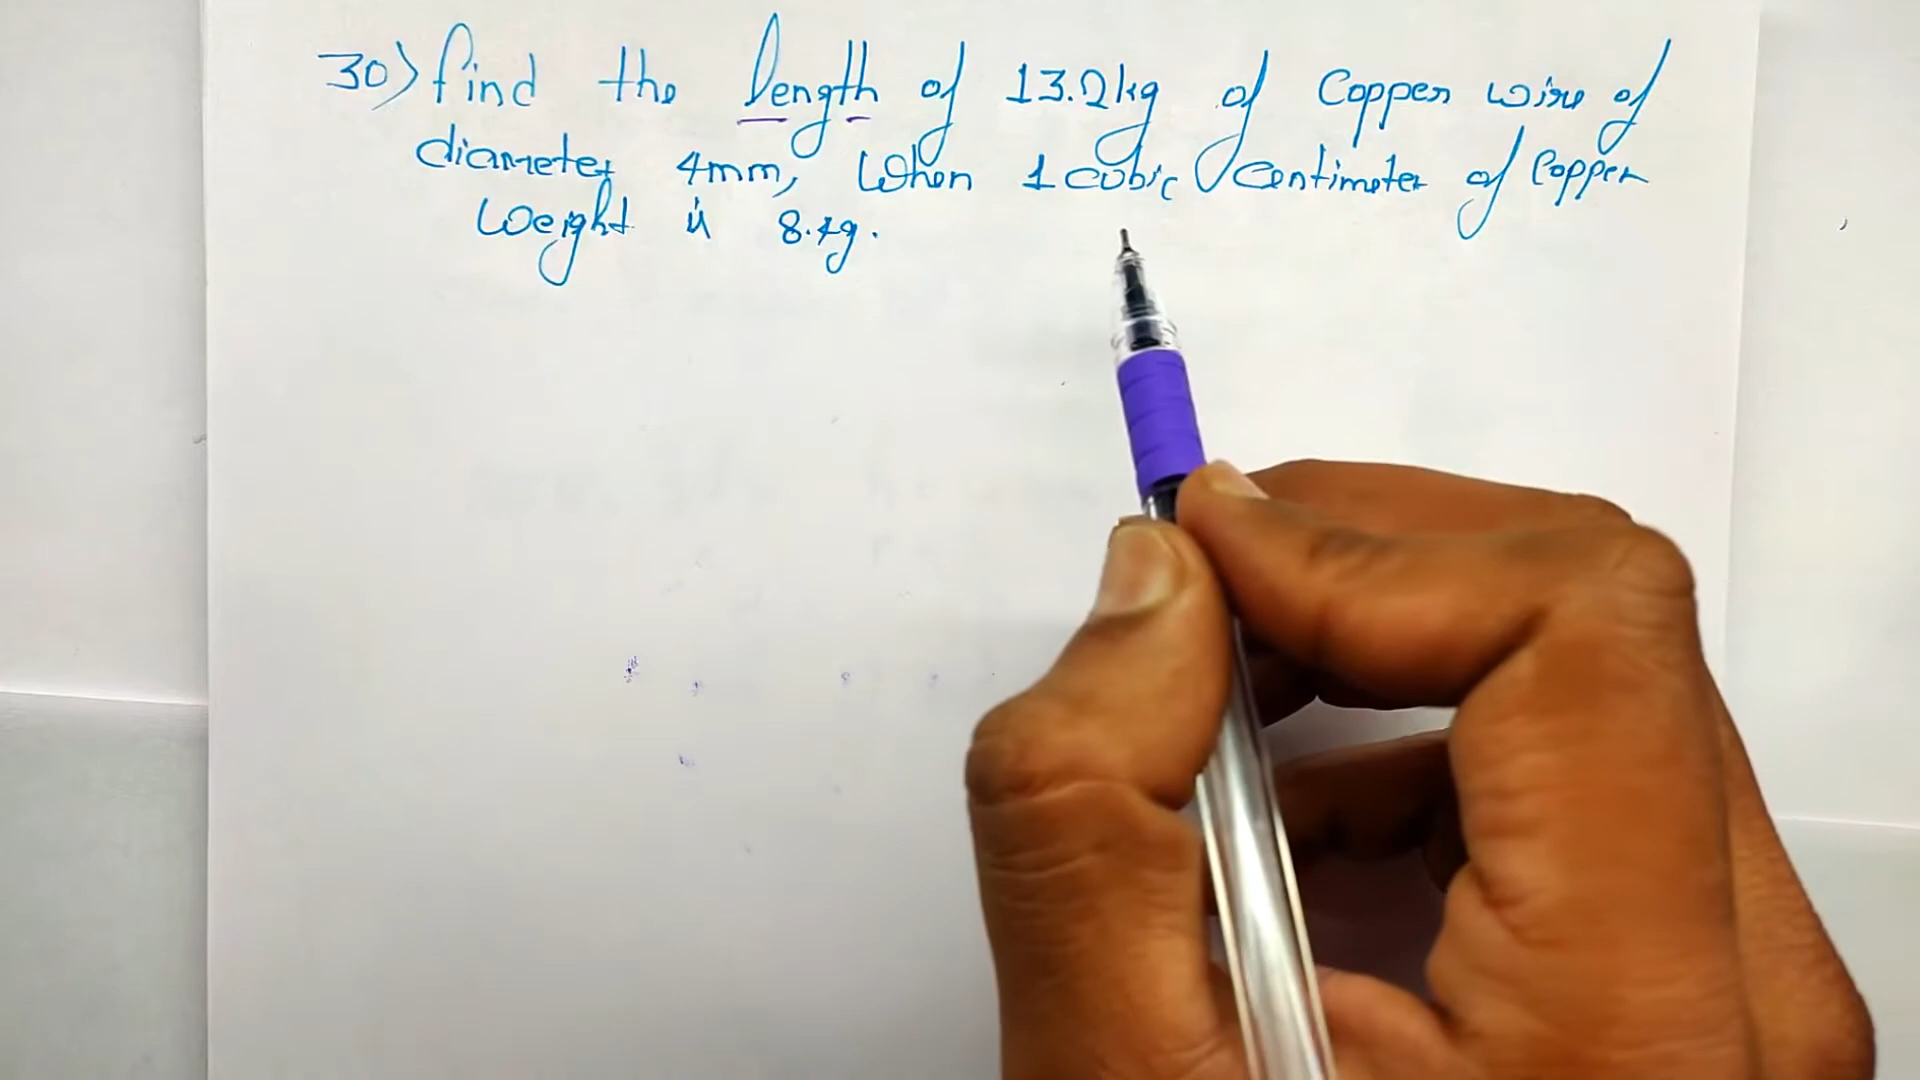 30) find the length of 13.2kg of Copper wire of
diameter 4mm, When 1 cubic Centimeter of Copper
Weight is 8.4g.